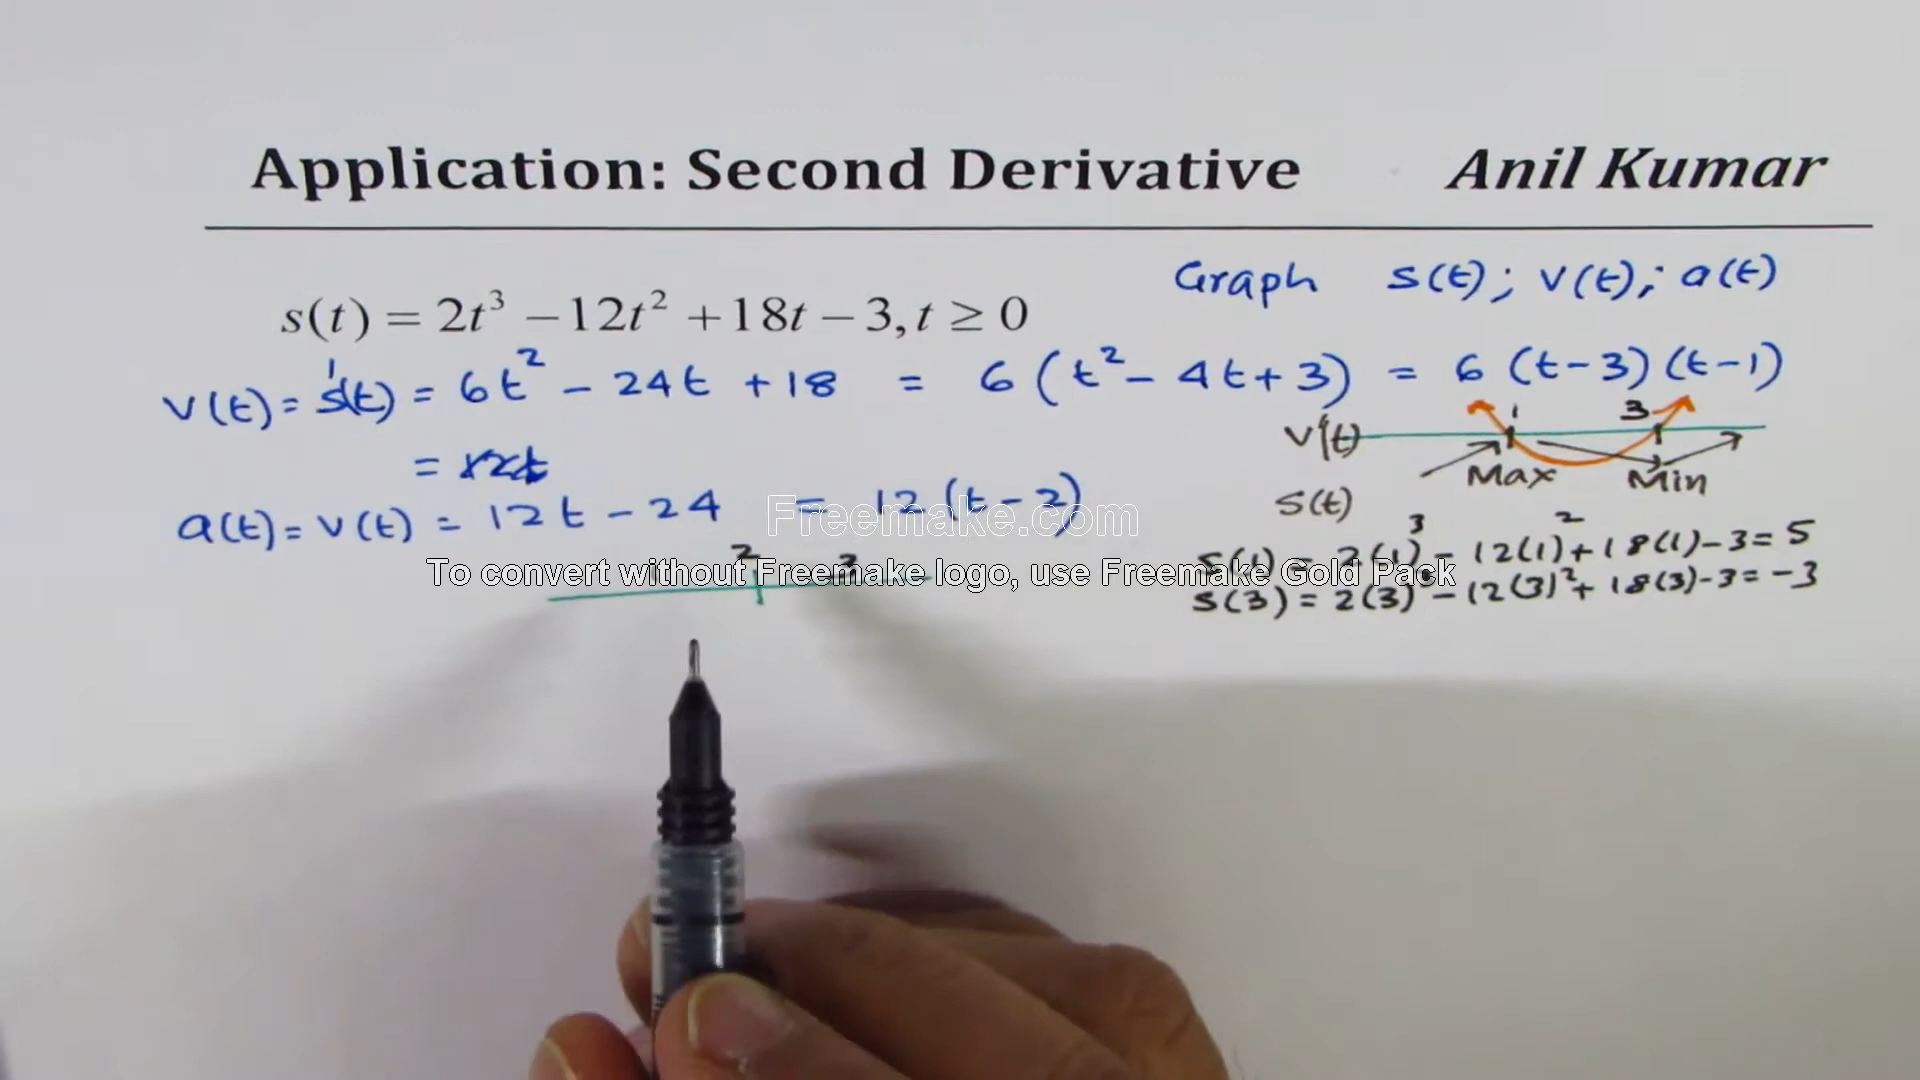 Application: Second Derivative Anil Kumar
Graph s(t); v(t); a(t)
s(t) = 2t³ − 12t² + 18t − 3, t ≥ 0
v(t) = s'(t) = 6t² − 24t + 18 = 6(t² − 4t + 3) = 6(t−3)(t−1)
1 3
v'(t)
=
Max Min
s(t)
a(t) = v(t) = 12t − 24 = 12(t−2)
Freemake.com
s(1) = 2(1)³ − 12(1)² + 18(1) − 3 = 5
2 3
To convert without Freemake logo, use Freemake Gold Pack
s(3) = 2(3)³ − 12(3)² + 18(3) − 3 = −3